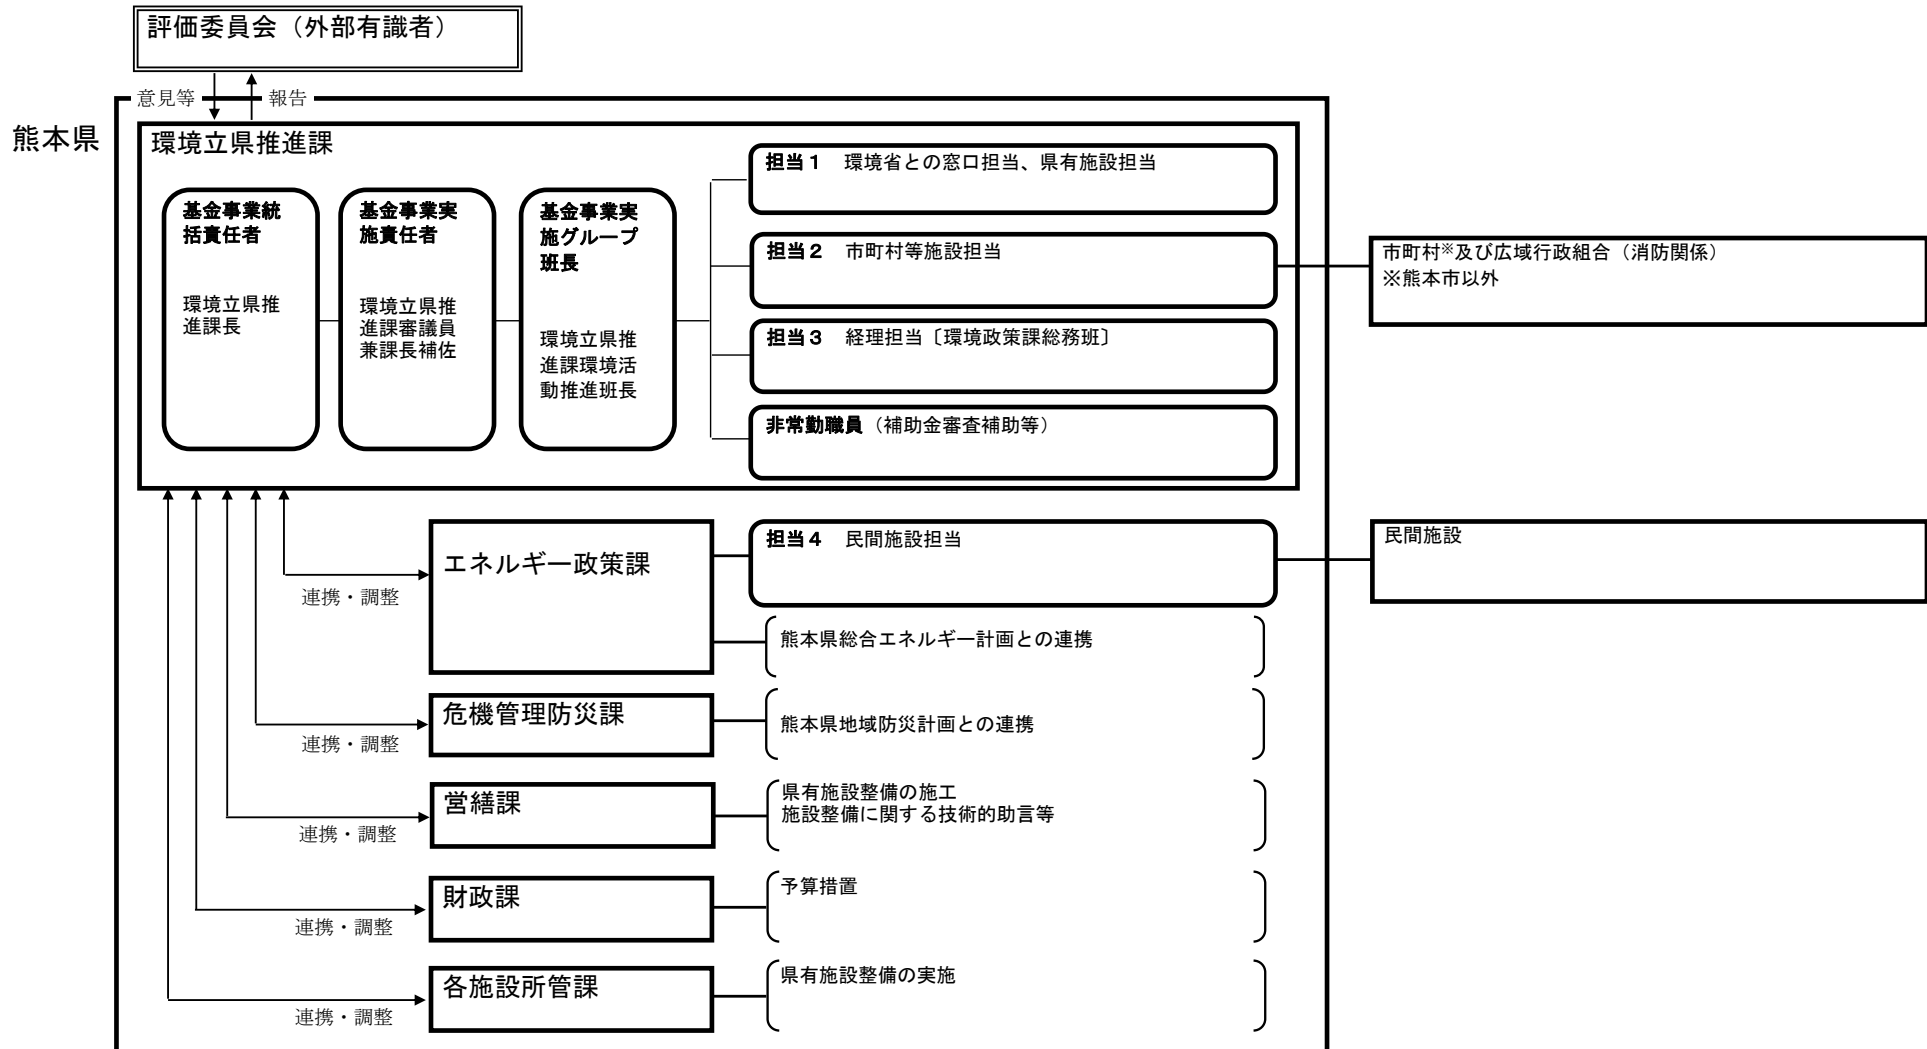 評価委員会（外部有識者）
意見等
報告
熊本県
環境立県推進課
基金事業統
括責任者
環境立県推
進課長
基金事業実
施責任者
環境立県推
進課審議員
兼課長補佐
基金事業実
施グループ
班長
環境立県推
進課環境活
動推進班長
担当１　環境省との窓口担当、県有施設担当
担当２　市町村等施設担当
担当３　経理担当〔環境政策課総務班〕
非常勤職員（補助金審査補助等）
市町村※及び広域行政組合（消防関係）
※熊本市以外
エネルギー政策課
連携・調整
担当４　民間施設担当
民間施設
熊本県総合エネルギー計画との連携
危機管理防災課
連携・調整
熊本県地域防災計画との連携
営繕課
連携・調整
県有施設整備の施工
施設整備に関する技術的助言等
財政課
連携・調整
予算措置
各施設所管課
連携・調整
県有施設整備の実施